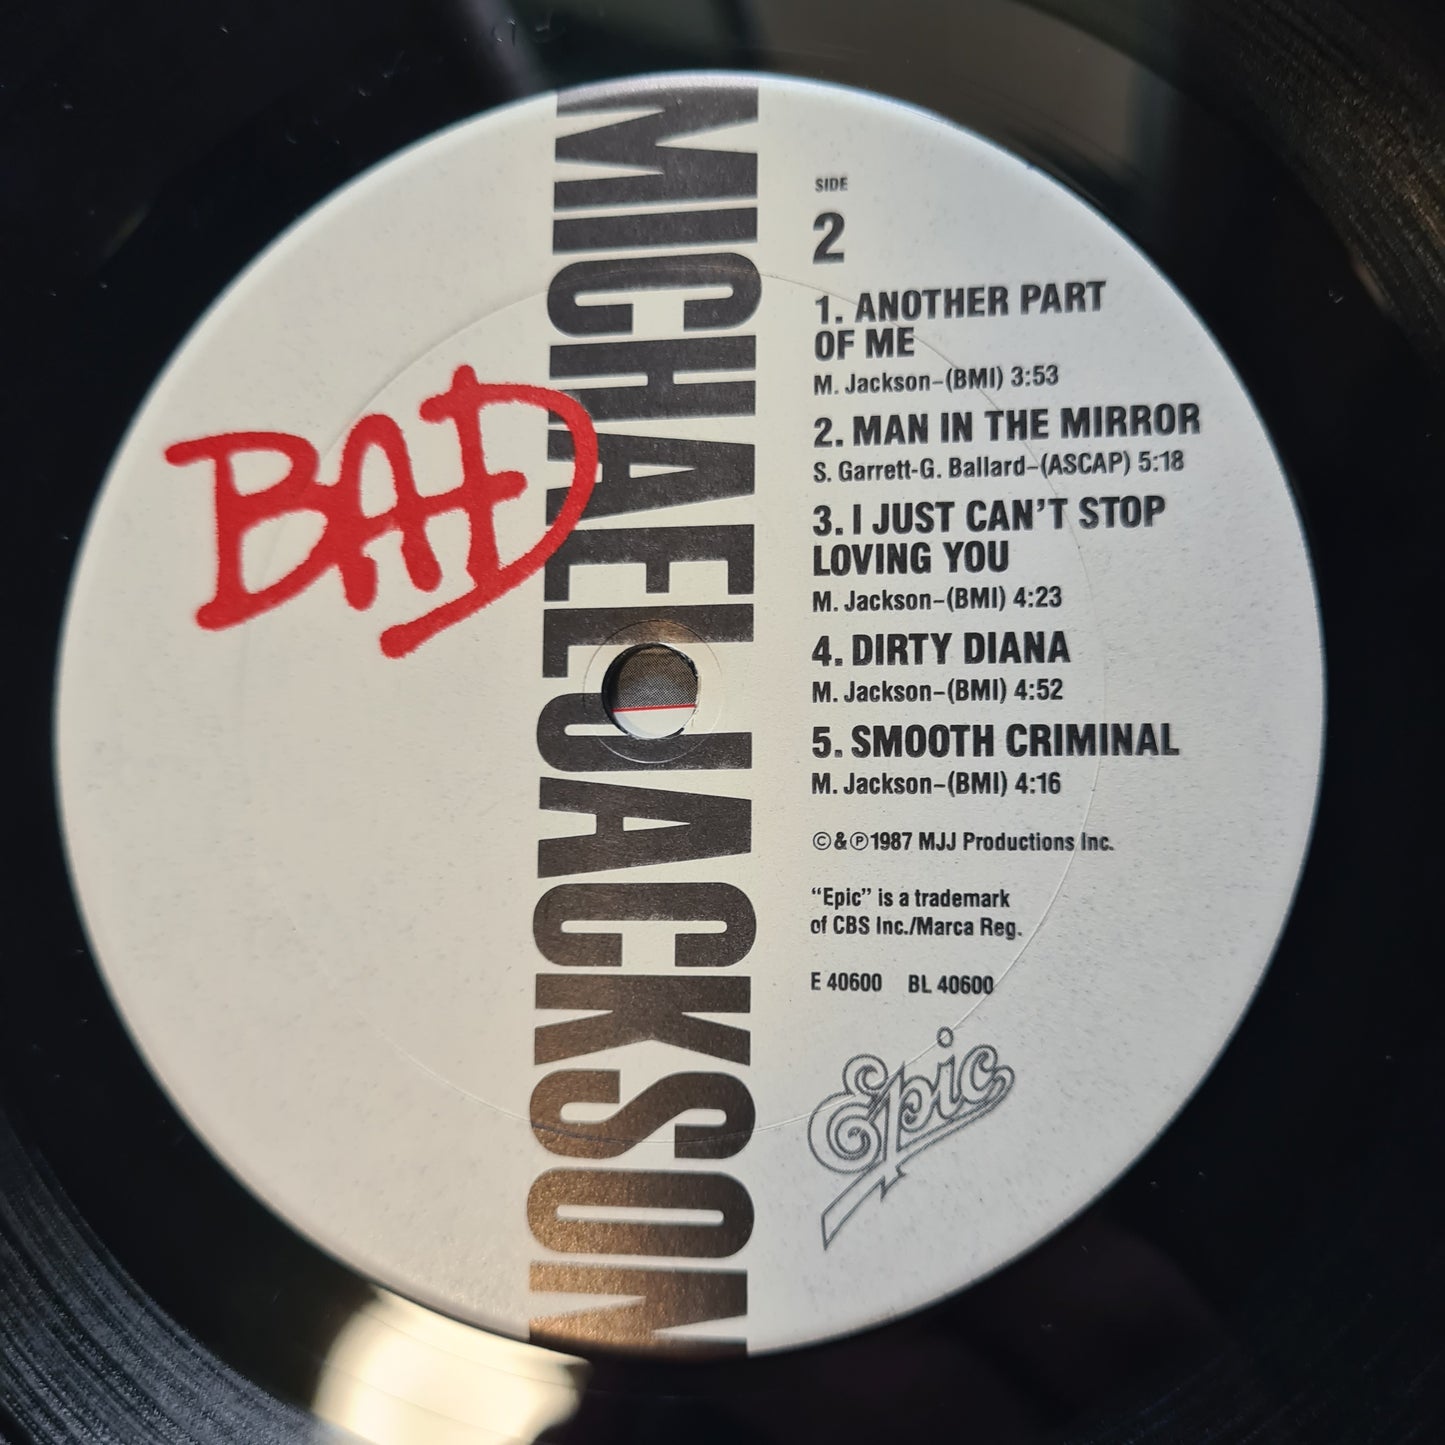 BAD
MICHAEL JACKSON
SIDE
2
1. ANOTHER PART
OF ME
M. Jackson–(BMI) 3:53
2. MAN IN THE MIRROR
S. Garrett-G. Ballard–(ASCAP) 5:18
3. I JUST CAN'T STOP
LOVING YOU
M. Jackson–(BMI) 4:23
4. DIRTY DIANA
M. Jackson–(BMI) 4:52
5. SMOOTH CRIMINAL
M. Jackson–(BMI) 4:16
©&℗1987 MJJ Productions Inc.
“Epic” is a trademark
of CBS Inc./Marca Reg.
E 40600 BL 40600
Epic